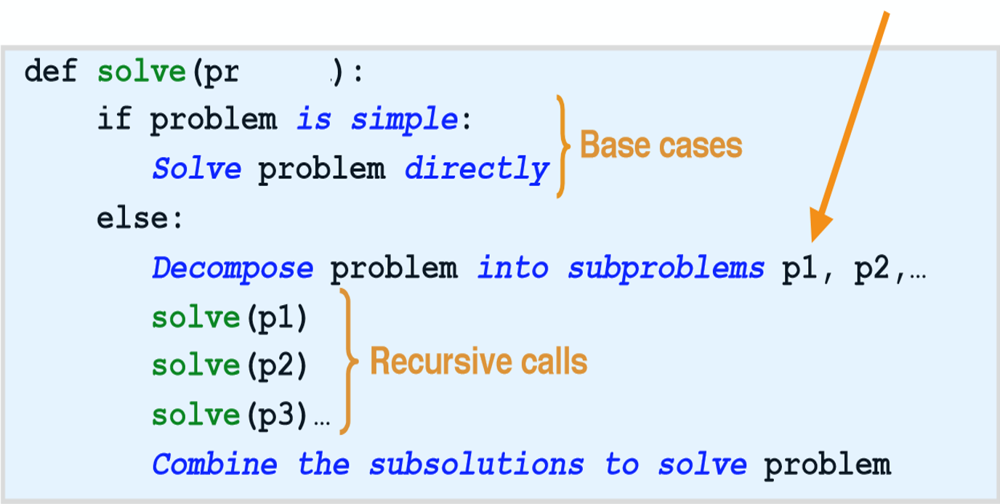 def solve(pr ):
if problem is simple:
Solve problem directly
Base cases
else:
Decompose problem into subproblems p1, p2,…
solve(p1)
solve(p2)
solve(p3)…
Recursive calls
Combine the subsolutions to solve problem